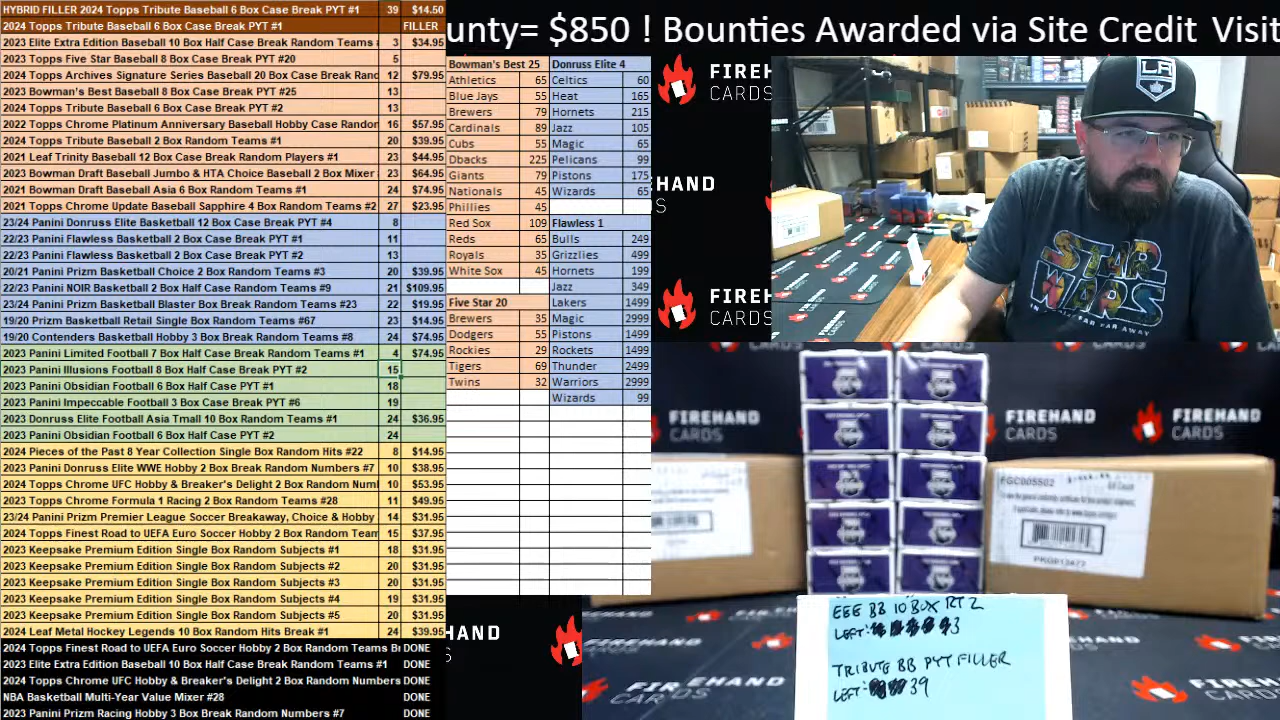 HYBRID FILLER 2024 Topps Tribute Baseball 6 Box Case Break PYT #1 39 $14.50
2024 Topps Tribute Baseball 6 Box Case Break PYT #1 FILLER
2023 Elite Extra Edition Baseball 10 Box Half Case Break Random Teams 3 $34.95
2023 Topps Five Star Baseball 8 Box Case Break PYT #20 5
2024 Topps Archives Signature Series Baseball 20 Box Case Break Ranc 12 $79.95
2023 Bowman's Best Baseball 8 Box Case Break PYT #25 13
2024 Topps Tribute Baseball 6 Box Case Break PYT #2 13
2022 Topps Chrome Platinum Anniversary Baseball Hobby Case Randor 16 $57.95
2024 Topps Tribute Baseball 2 Box Random Teams #1 20 $39.95
2021 Leaf Trinity Baseball 12 Box Case Break Random Players #1 23 $44.95
2023 Bowman Draft Baseball Jumbo & HTA Choice Baseball 2 Box Mixer 23 $64.95
2021 Bowman Draft Baseball Asia 6 Box Random Teams #1 24 $74.95
2021 Topps Chrome Update Baseball Sapphire 4 Box Random Teams #2 27 $23.95
23/24 Panini Donruss Elite Basketball 12 Box Case Break PYT #4 8
22/23 Panini Flawless Basketball 2 Box Case Break PYT #1 11
22/23 Panini Flawless Basketball 2 Box Case Break PYT #2 13
20/21 Panini Prizm Basketball Choice 2 Box Random Teams #3 20 $39.95
22/23 Panini NOIR Basketball 2 Box Half Case Random Teams #9 21 $109.95
23/24 Panini Prizm Basketball Blaster Box Break Random Teams #23 22 $19.95
19/20 Prizm Basketball Retail Single Box Random Teams #67 23 $14.95
19/20 Contenders Basketball Hobby 3 Box Break Random Teams #8 24 $74.95
2023 Panini Limited Football 7 Box Half Case Break Random Teams #1 4 $74.95
2023 Panini Illusions Football 8 Box Half Case Break PYT #2 15
2023 Panini Obsidian Football 6 Box Half Case PYT #1 18
2023 Panini Impeccable Football 3 Box Case Break PYT #6 19
2023 Donruss Elite Football Asia Tmall 10 Box Random Teams #1 24 $36.95
2023 Panini Obsidian Football 6 Box Half Case PYT #2 24
2024 Pieces of the Past 8 Year Collection Single Box Random Hits #22 8 $14.95
2023 Panini Donruss Elite WWE Hobby 2 Box Break Random Numbers #7 10 $38.95
2024 Topps Chrome UFC Hobby & Breaker's Delight 2 Box Random Numl 10 $53.95
2023 Topps Chrome Formula 1 Racing 2 Box Random Teams #28 11 $49.95
23/24 Panini Prizm Premier League Soccer Breakaway, Choice & Hobby 14 $31.95
2024 Topps Finest Road to UEFA Euro Soccer Hobby 2 Box Random Team 15 $37.95
2023 Keepsake Premium Edition Single Box Random Subjects #1 18 $31.95
2023 Keepsake Premium Edition Single Box Random Subjects #2 20 $31.95
2023 Keepsake Premium Edition Single Box Random Subjects #3 20 $31.95
2023 Keepsake Premium Edition Single Box Random Subjects #4 19 $31.95
2023 Keepsake Premium Edition Single Box Random Subjects #5 20 $31.95
2024 Leaf Metal Hockey Legends 10 Box Random Hits Break #1 24 $39.95
2024 Topps Finest Road to UEFA Euro Soccer Hobby 2 Box Random Teams Br DONE
2023 Elite Extra Edition Baseball 10 Box Half Case Break Random Teams #1 DONE
2024 Topps Chrome UFC Hobby & Breaker's Delight 2 Box Random Numbers DONE
NBA Basketball Multi-Year Value Mixer #28 DONE
2023 Panini Prizm Racing Hobby 3 Box Break Random Numbers #7 DONE
unty= $850 ! Bounties Awarded via Site Credit Visit
Bowman's Best 25
Athletics 65
Blue Jays 55
Brewers 79
Cardinals 89
Cubs 55
Dbacks 225
Giants 79
Nationals 45
Phillies 45
Red Sox 109
Reds 65
Royals 35
White Sox 45
Five Star 20
Brewers 35
Dodgers 55
Rockies 29
Tigers 69
Twins 32
Donruss Elite 4
Celtics 60
Heat 165
Hornets 215
Jazz 105
Magic 65
Pelicans 99
Pistons 175
Wizards 65
Flawless 1
Bulls 249
Grizzlies 499
Hornets 199
Jazz 349
Lakers 1499
Magic 2999
Pistons 1499
Rockets 1499
Thunder 2499
Warriors 2999
Wizards 99
FIREH
CARDS
HAND
S
FIREH
CARDS
LA
STAR
WARS
IN A FAR FAR AWAY
FIREHAND
CARDS
FIREHAND
CARDS
PGC005502
PKGR13477
HAND
S
EEE BB 10 BOX RT 2
LEFT: 3
TRIBUTE BB PYT FILLER
LEFT: 39